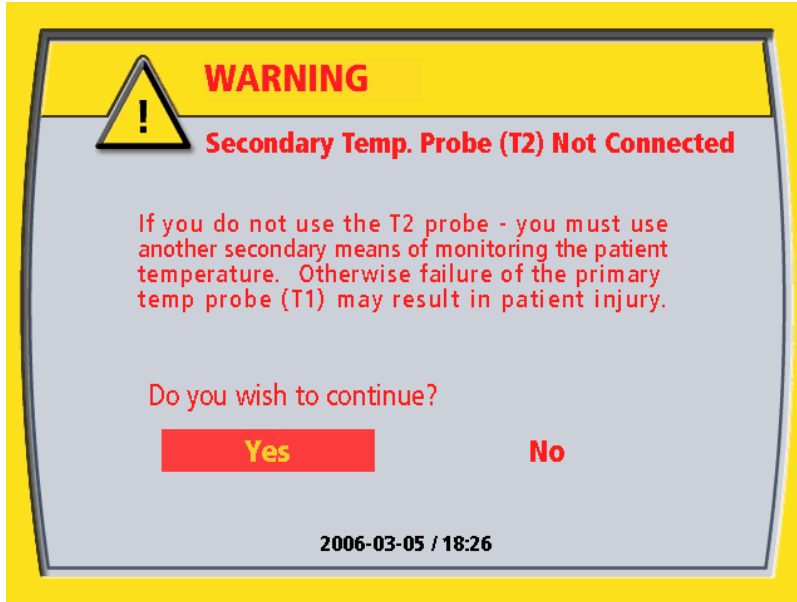 !
WARNING
Secondary Temp. Probe (T2) Not Connected
If you do not use the T2 probe - you must use
another secondary means of monitoring the patient
temperature.  Otherwise failure of the primary
temp probe (T1) may result in patient injury.
Do you wish to continue?
Yes No
2006-03-05 / 18:26